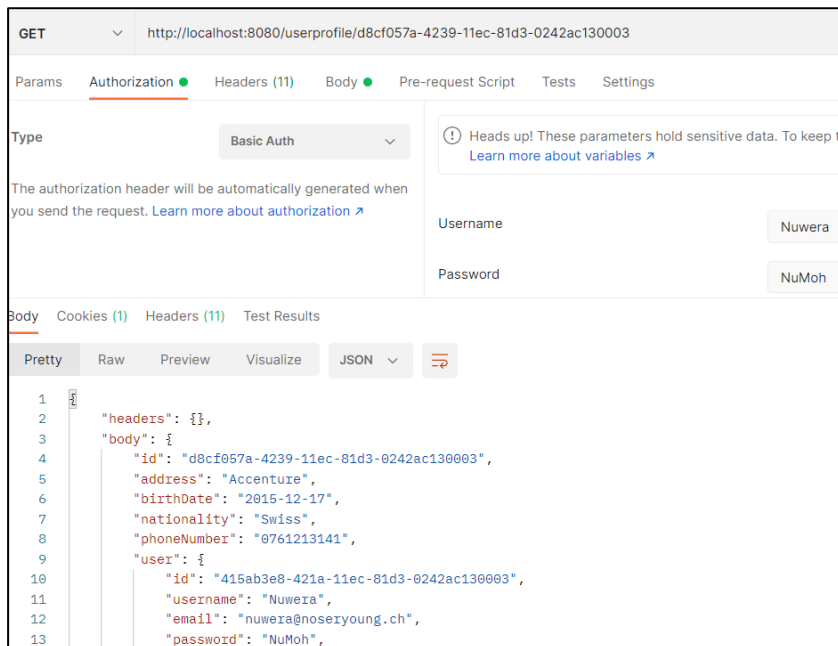 GET http://localhost:8080/userprofile/d8cf057a-4239-11ec-81d3-0242ac130003
Params Authorization Headers (11) Body Pre-request Script Tests Settings
Type Basic Auth
The authorization header will be automatically generated when
you send the request. Learn more about authorization ↗
Heads up! These parameters hold sensitive data. To keep
Learn more about variables ↗
Username Nuwera
Password NuMoh
Body Cookies (1) Headers (11) Test Results
Pretty Raw Preview Visualize JSON
1 {
2 "headers": {},
3 "body": {
4 "id": "d8cf057a-4239-11ec-81d3-0242ac130003",
5 "address": "Accenture",
6 "birthDate": "2015-12-17",
7 "nationality": "Swiss",
8 "phoneNumber": "0761213141",
9 "user": {
10 "id": "415ab3e8-421a-11ec-81d3-0242ac130003",
11 "username": "Nuwera",
12 "email": "nuwera@noseryoung.ch",
13 "password": "NuMoh",